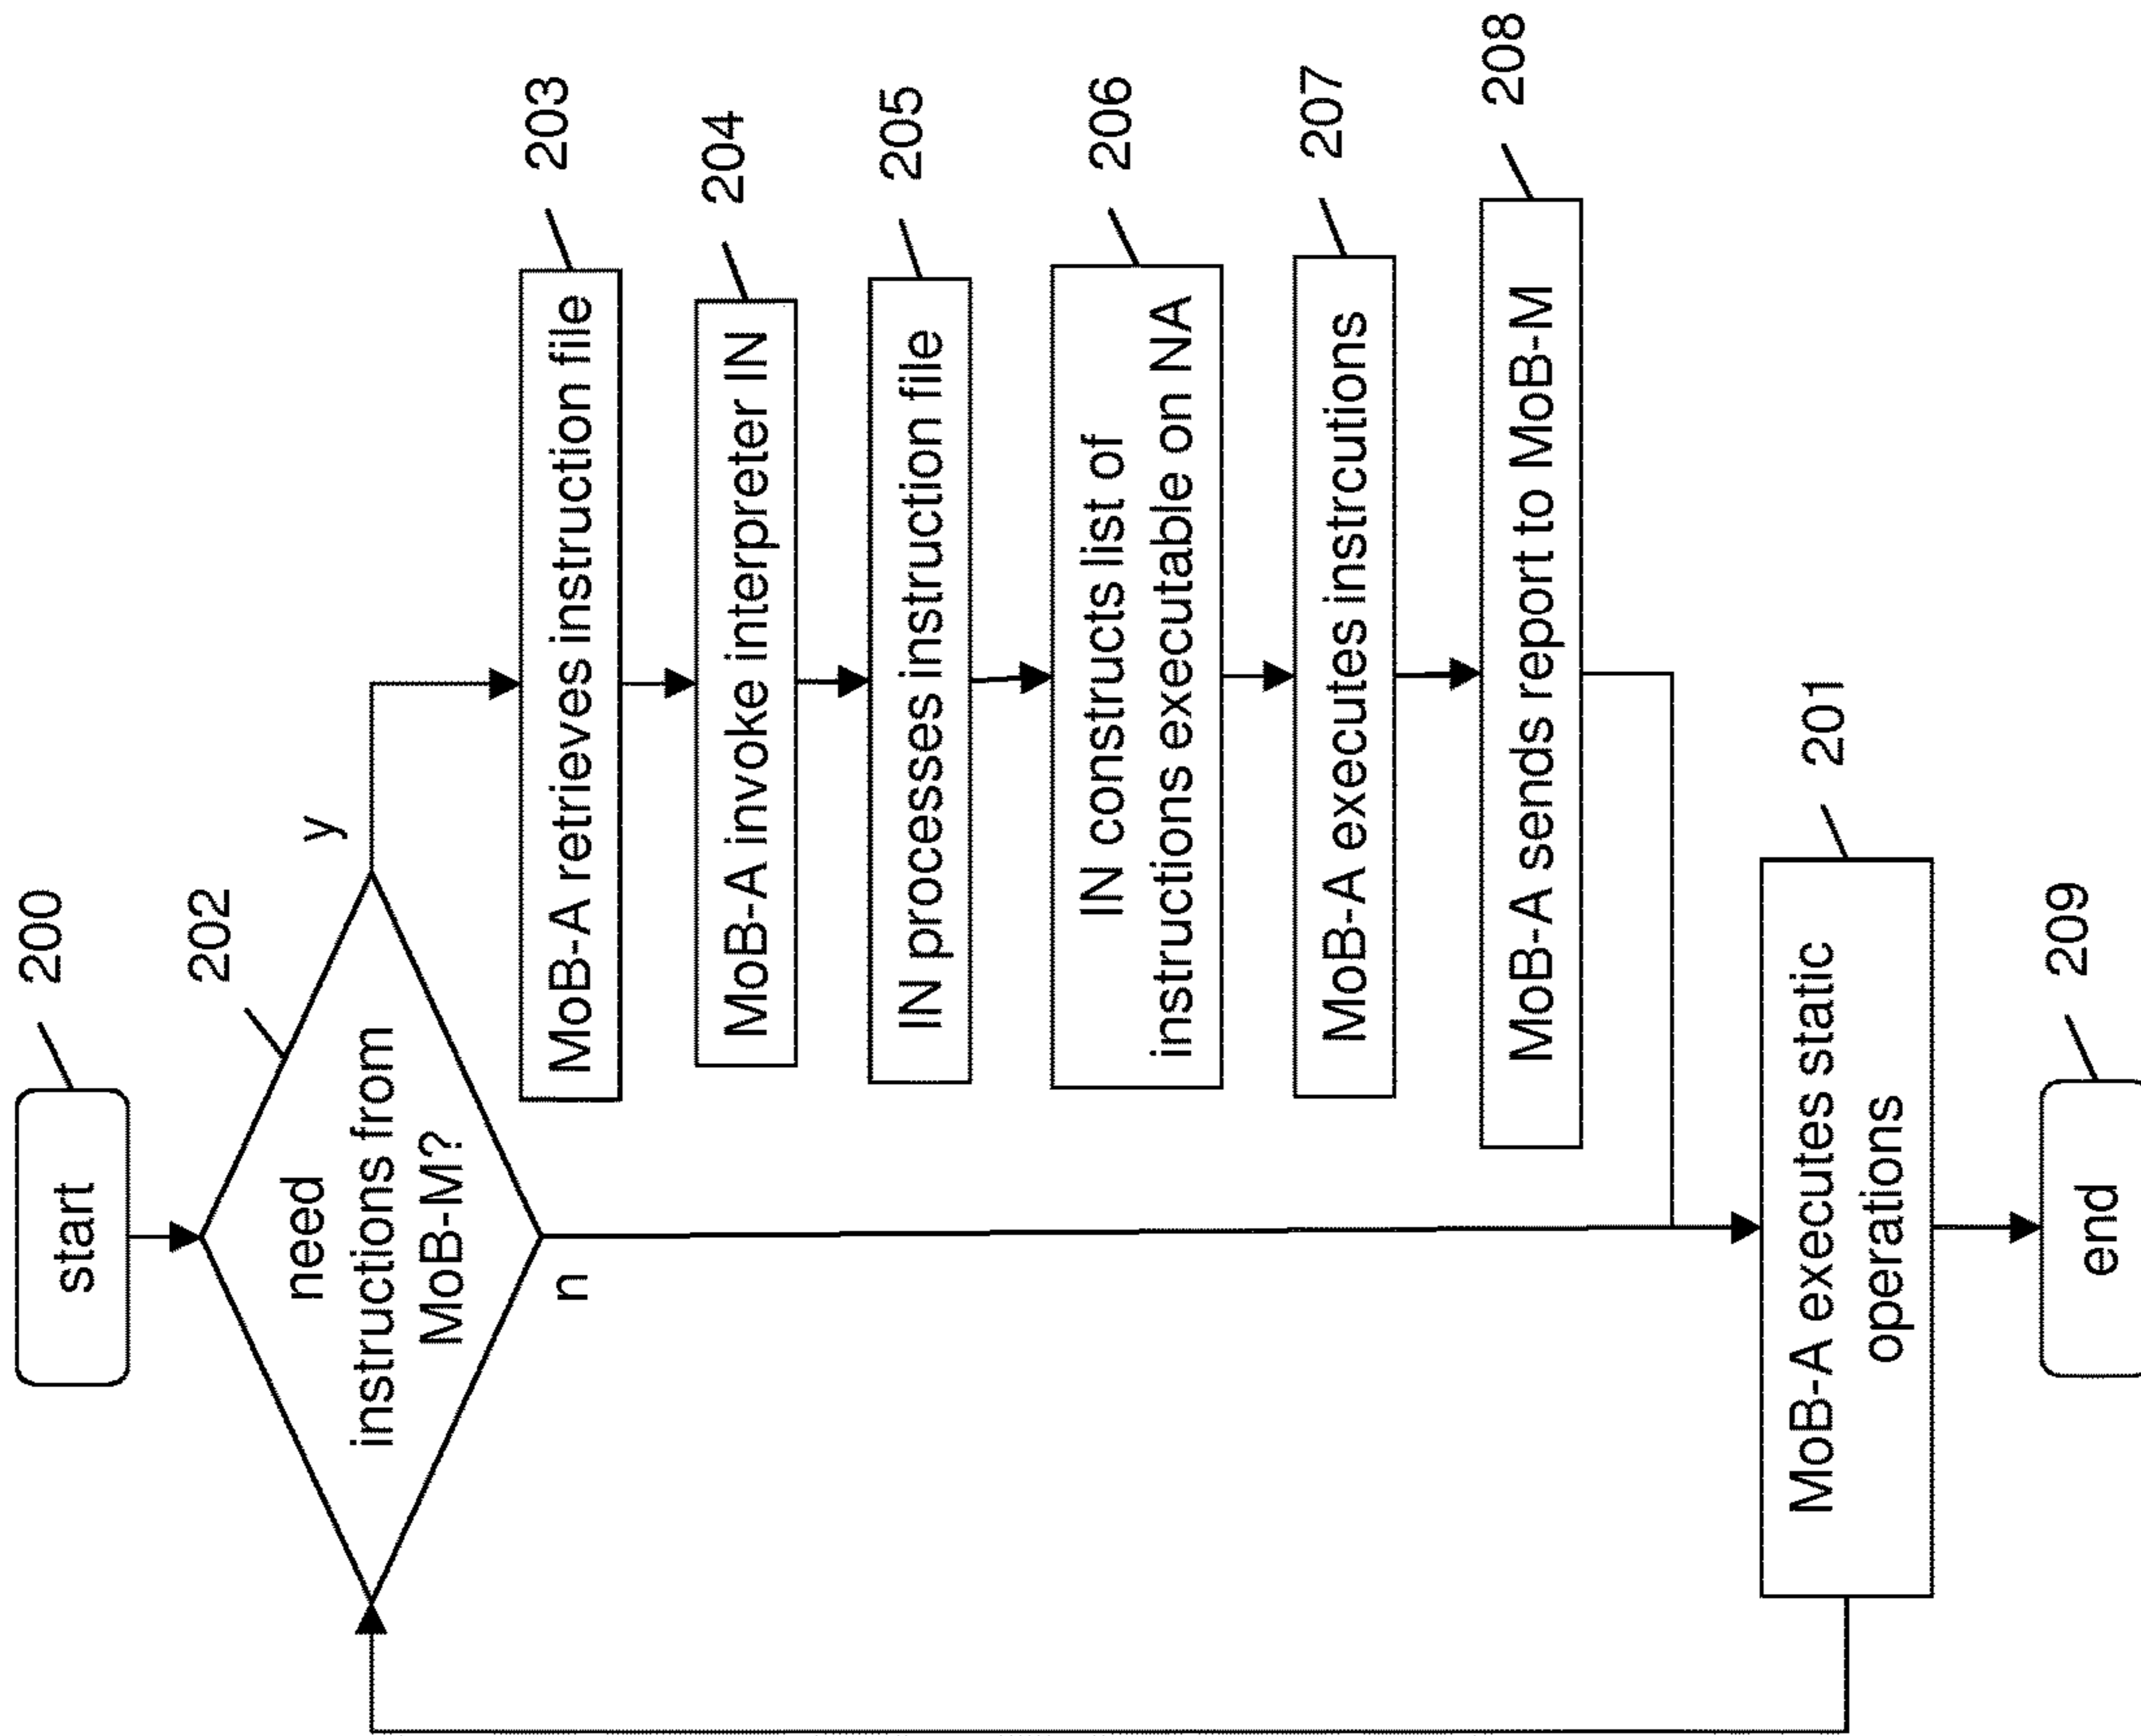 start
200
202
need
instructions from
MoB-M?
y
n
MoB-A retrieves instruction file
203
MoB-A invoke interpreter IN
204
IN processes instruction file
205
IN constructs list of
instructions executable on NA
206
MoB-A executes instrcutions
207
MoB-A sends report to MoB-M
208
MoB-A executes static
operations
201
end
209